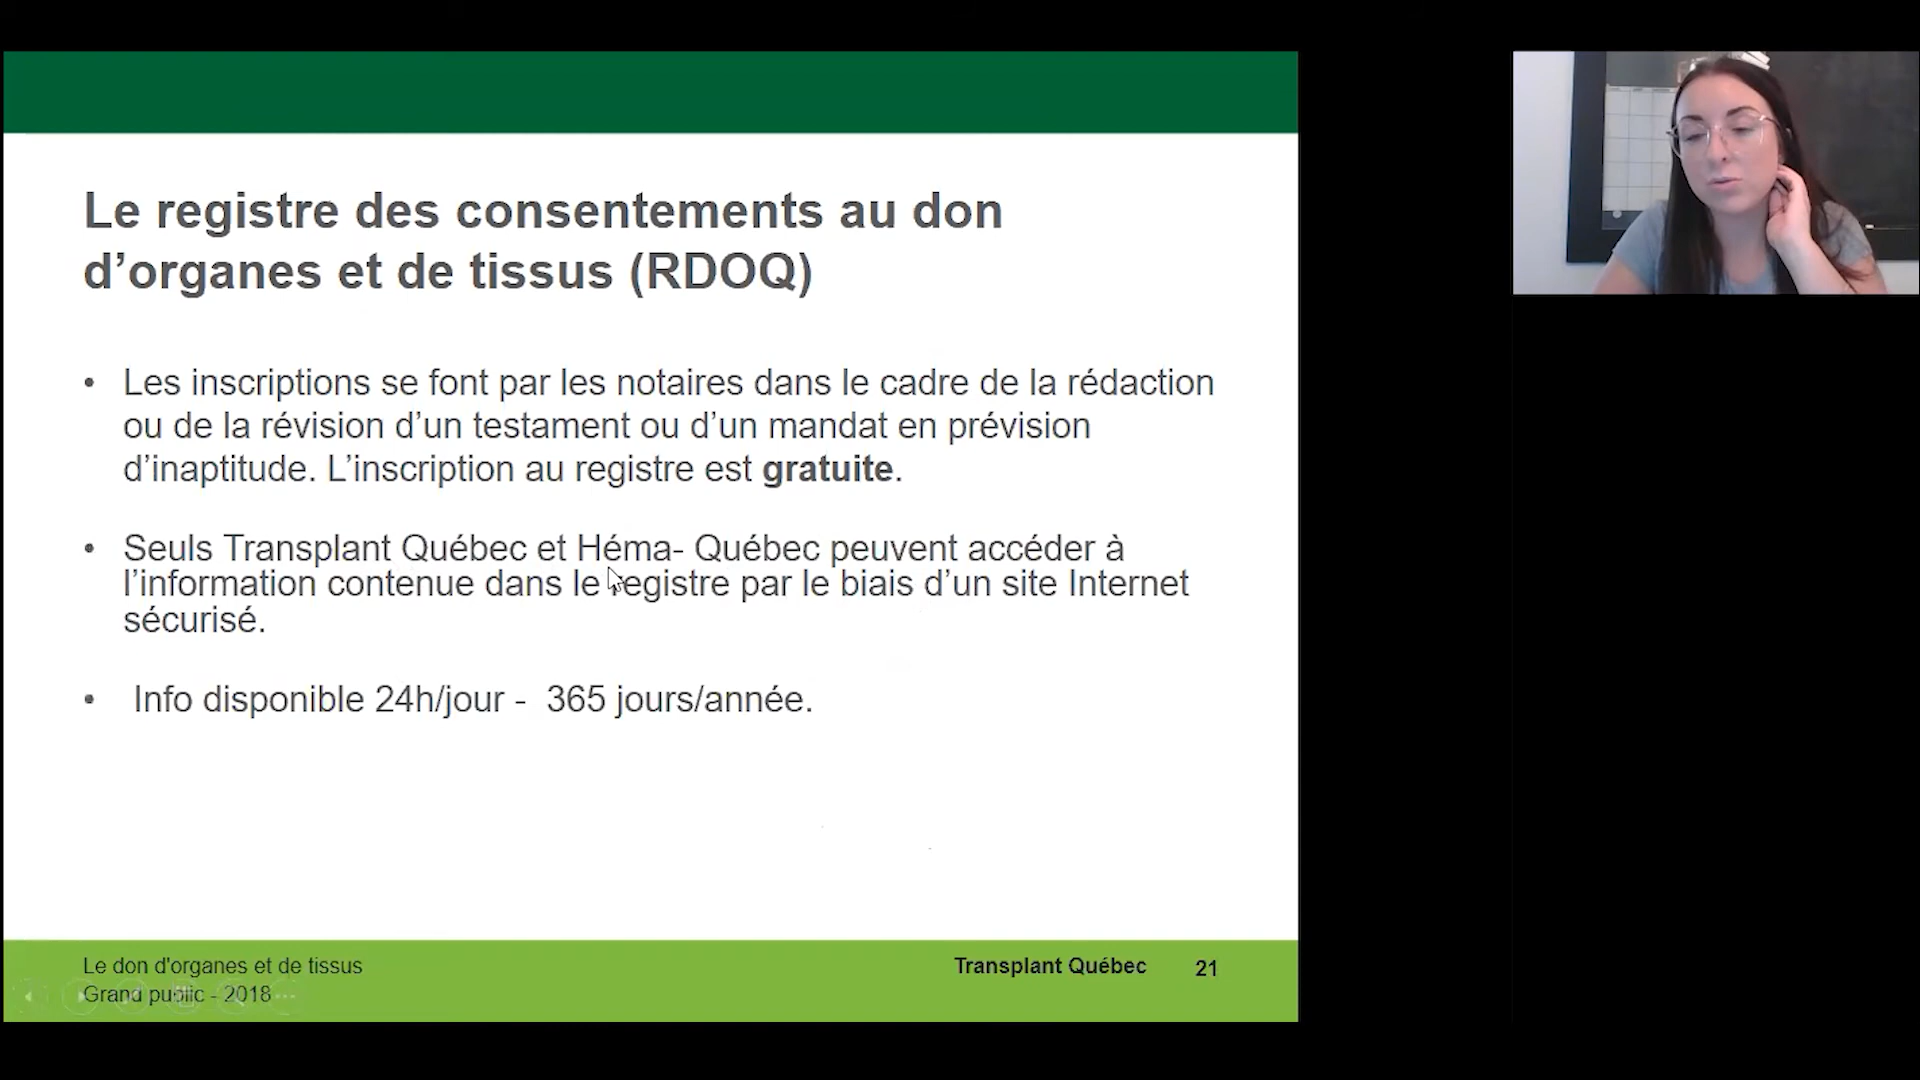 Le registre des consentements au don
d’organes et de tissus (RDOQ)
• Les inscriptions se font par les notaires dans le cadre de la rédaction
ou de la révision d’un testament ou d’un mandat en prévision
d’inaptitude. L’inscription au registre est gratuite.
• Seuls Transplant Québec et Héma- Québec peuvent accéder à
l’information contenue dans le registre par le biais d’un site Internet
sécurisé.
• Info disponible 24h/jour - 365 jours/année.
Le don d'organes et de tissus
Grand public - 2018
Transplant Québec 21